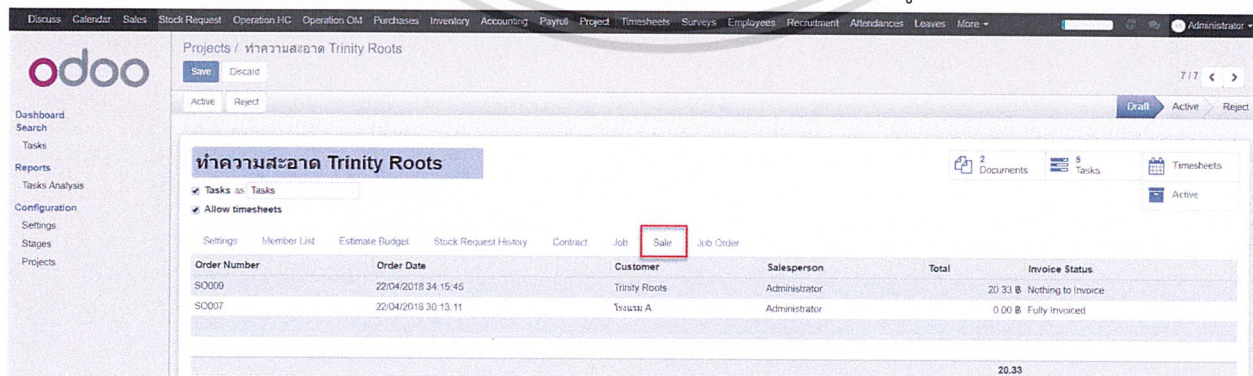 Discuss Calendar Sales Stock Request Operation HC Operation OM Purchases Inventory Accounting Payroll Project Timesheets Surveys Employees Recruitment Attendances Leaves More Administrator
odoo
Projects / ทำความสะอาด Trinity Roots
Save Discard
7 / 7
Active Reject
Draft Active Reject
Dashboard
Search
Tasks
Reports
Tasks Analysis
Configuration
Settings
Stages
Projects
ทำความสะอาด Trinity Roots
2 Documents
5 Tasks
Timesheets
Active
Tasks as Tasks
Allow timesheets
Settings Member List Estimate Budget Stock Request History Contract Job Sale Job Order
Order Number Order Date Customer Salesperson Total Invoice Status
SO009 22/04/2018 34:15:45 Trinity Roots Administrator 20.33 ฿ Nothing to Invoice
SO007 22/04/2018 30:13:11 โรงแรม A Administrator 0.00 ฿ Fully Invoiced
20.33